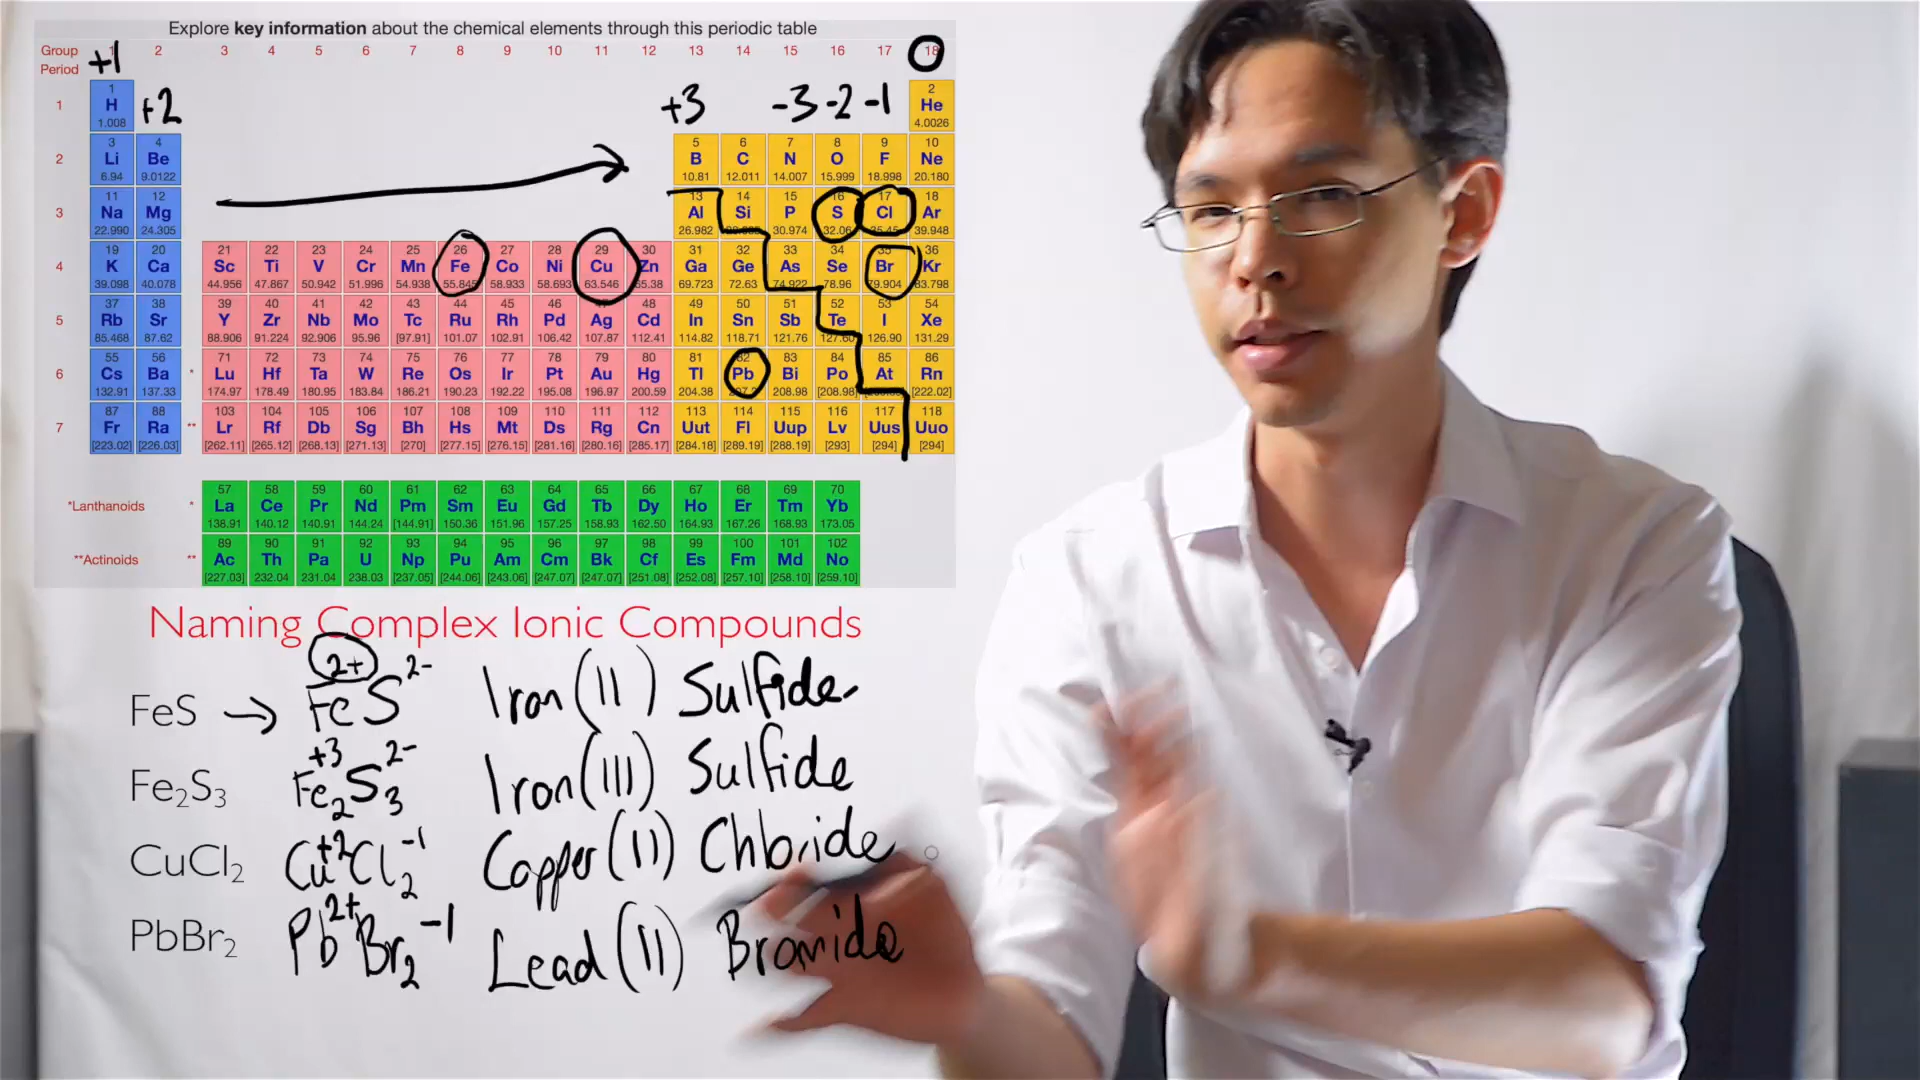 Explore key information about the chemical elements through this periodic table
Group +1 2 3 4 5 6 7 8 9 10 11 12 13 14 15 16 17 18 0
Period
+2 +3 -3 -2 -1
1 2
1 H He
1.008 4.0026
3 4 5 6 7 8 9 10
2 Li Be B C N O F Ne
6.94 9.0122 10.81 12.011 14.007 15.999 18.998 20.180
11 12 13 14 15 16 17 18
3 Na Mg Al Si P S Cl Ar
22.990 24.305 26.982 30.974 32.06 35.45 39.948
19 20 21 22 23 24 25 26 27 28 29 30 31 32 33 34 35 36
4 K Ca Sc Ti V Cr Mn Fe Co Ni Cu Zn Ga Ge As Se Br Kr
39.098 40.078 44.956 47.867 50.942 51.996 54.938 55.845 58.933 58.693 63.546 65.38 69.723 72.63 74.922 78.96 79.904 83.798
37 38 39 40 41 42 43 44 45 46 47 48 49 50 51 52 53 54
5 Rb Sr Y Zr Nb Mo Tc Ru Rh Pd Ag Cd In Sn Sb Te I Xe
85.468 87.62 88.906 91.224 92.906 95.96 [97.91] 101.07 102.91 106.42 107.87 112.41 114.82 118.71 121.76 127.60 126.90 131.29
55 56 71 72 73 74 75 76 77 78 79 80 81 82 83 84 85 86
6 Cs Ba * Lu Hf Ta W Re Os Ir Pt Au Hg Tl Pb Bi Po At Rn
132.91 137.33 174.97 178.49 180.95 183.84 186.21 190.23 192.22 195.08 196.97 200.59 204.38 208.98 [208.98] [222.02]
87 88 103 104 105 106 107 108 109 110 111 112 113 114 115 116 117 118
7 Fr Ra ** Lr Rf Db Sg Bh Hs Mt Ds Rg Cn Uut Fl Uup Lv Uus Uuo
[223.02] [226.03] [262.11] [265.12] [268.13] [271.13] [270] [277.15] [276.15] [281.16] [280.16] [285.17] [284.18] [289.19] [288.19] [293] [294] [294]
57 58 59 60 61 62 63 64 65 66 67 68 69 70
*Lanthanoids * La Ce Pr Nd Pm Sm Eu Gd Tb Dy Ho Er Tm Yb
138.91 140.12 140.91 144.24 [144.91] 150.36 151.96 157.25 158.93 162.50 164.93 167.26 168.93 173.05
89 90 91 92 93 94 95 96 97 98 99 100 101 102
**Actinoids ** Ac Th Pa U Np Pu Am Cm Bk Cf Es Fm Md No
[227.03] 232.04 231.04 238.03 [237.05] [244.06] [243.06] [247.07] [247.07] [251.08] [252.08] [257.10] [258.10] [259.10]
Naming Complex Ionic Compounds
FeS → Fe²⁺S²⁻ Iron (II) Sulfide
Fe₂S₃ Fe₂⁺³S₃²⁻ Iron (III) Sulfide
CuCl₂ Cu⁺²Cl₂⁻¹ Copper (II) Chloride
PbBr₂ Pb²⁺Br₂⁻¹ Lead (II) Bromide